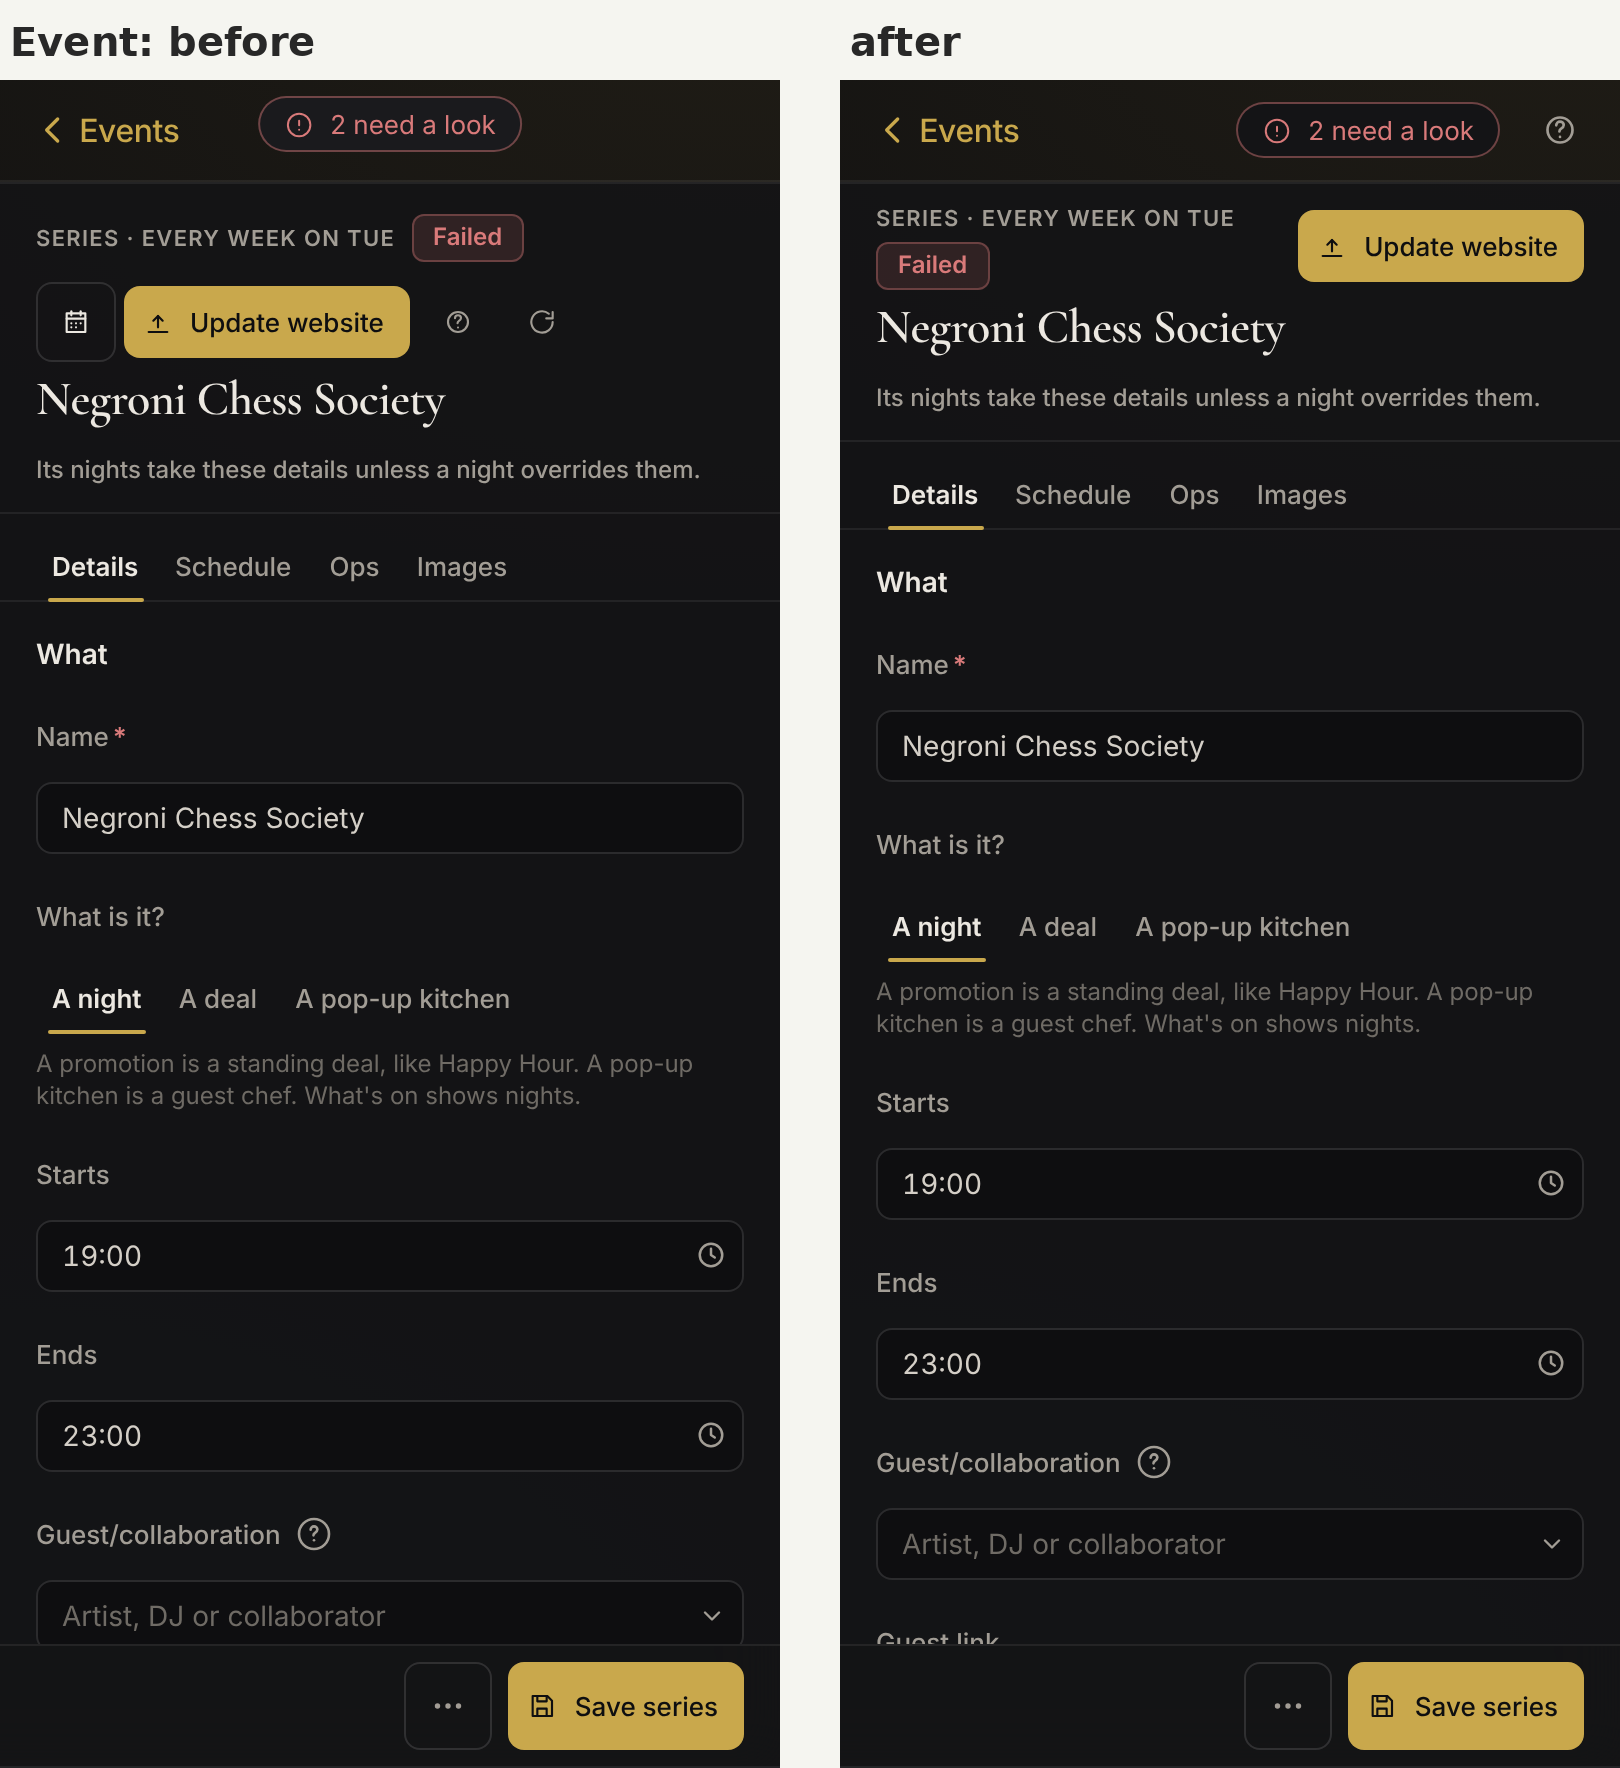 Event: before
Events
2 need a look
SERIES · EVERY WEEK ON TUE
Failed
Update website
Negroni Chess Society
Its nights take these details unless a night overrides them.
Details Schedule Ops Images
What
Name *
Negroni Chess Society
What is it?
A night A deal A pop-up kitchen
A promotion is a standing deal, like Happy Hour. A pop-up
kitchen is a guest chef. What's on shows nights.
Starts
19:00
Ends
23:00
Guest/collaboration
Artist, DJ or collaborator
Save series
after
Events
2 need a look
SERIES · EVERY WEEK ON TUE
Failed
Update website
Negroni Chess Society
Its nights take these details unless a night overrides them.
Details Schedule Ops Images
What
Name *
Negroni Chess Society
What is it?
A night A deal A pop-up kitchen
A promotion is a standing deal, like Happy Hour. A pop-up
kitchen is a guest chef. What's on shows nights.
Starts
19:00
Ends
23:00
Guest/collaboration
Artist, DJ or collaborator
Guest link
Save series